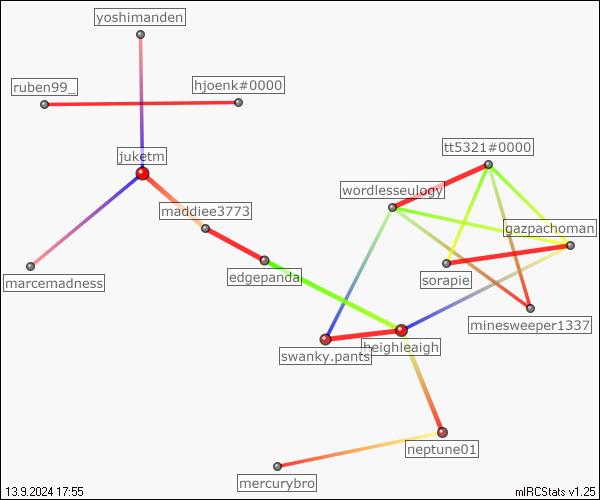 yoshimanden
ruben99_
hjoenk#0000
juketm
tt5321#0000
wordlesseulogy
maddiee3773
gazpachoman
marcemadness
edgepanda
sorapie
minesweeper1337
heighleaigh
swanky.pants
neptune01
mercurybro
13.9.2024 17:55
mIRCStats v1.25